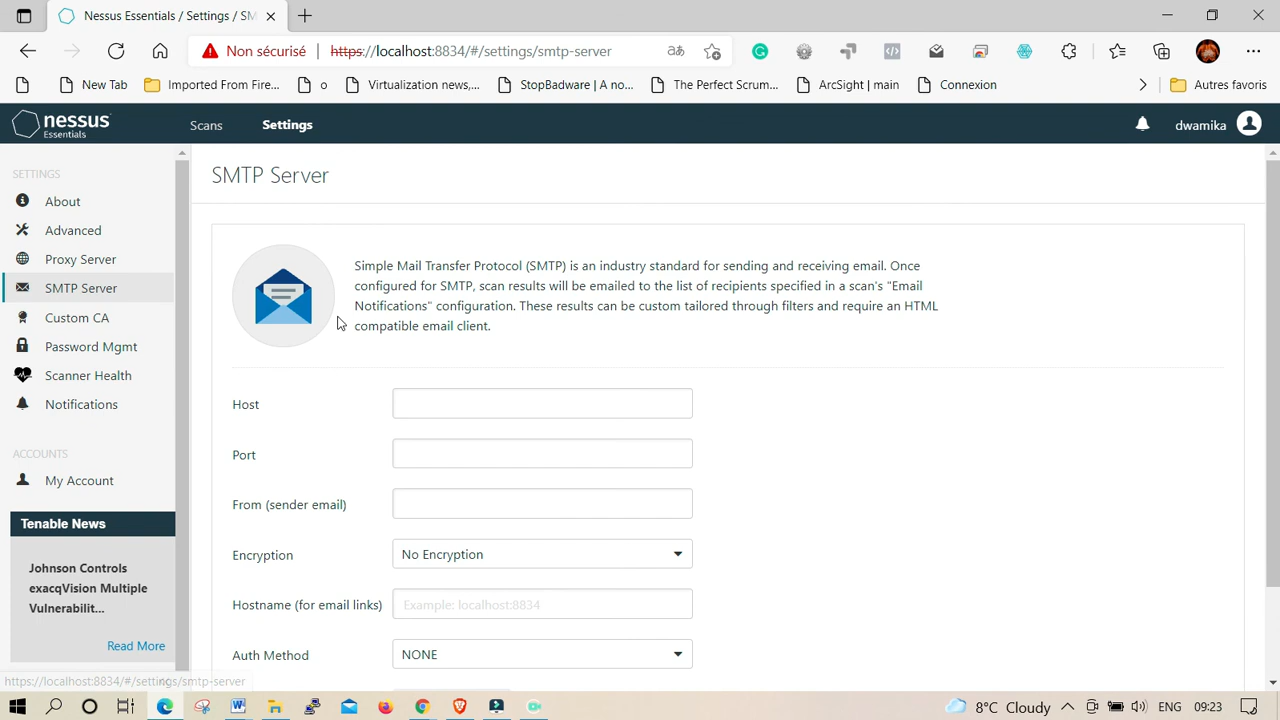 Nessus Essentials / Settings / SM
Non sécurisé
https://localhost:8834/#/settings/smtp-server
New Tab
Imported From Fire...
o
Virtualization news,...
StopBadware | A no...
The Perfect Scrum...
ArcSight | main
Connexion
Autres favoris
nessus
Essentials
Scans
Settings
dwamika
SETTINGS
About
Advanced
Proxy Server
SMTP Server
Custom CA
Password Mgmt
Scanner Health
Notifications
ACCOUNTS
My Account
Tenable News
Johnson Controls
exacqVision Multiple
Vulnerabilit...
Read More
SMTP Server
Simple Mail Transfer Protocol (SMTP) is an industry standard for sending and receiving email. Once
configured for SMTP, scan results will be emailed to the list of recipients specified in a scan's "Email
Notifications" configuration. These results can be custom tailored through filters and require an HTML
compatible email client.
Host
Port
From (sender email)
Encryption
No Encryption
Hostname (for email links)
Example: localhost:8834
Auth Method
NONE
https://localhost:8834/#/settings/smtp-server
8°C Cloudy
ENG
09:23